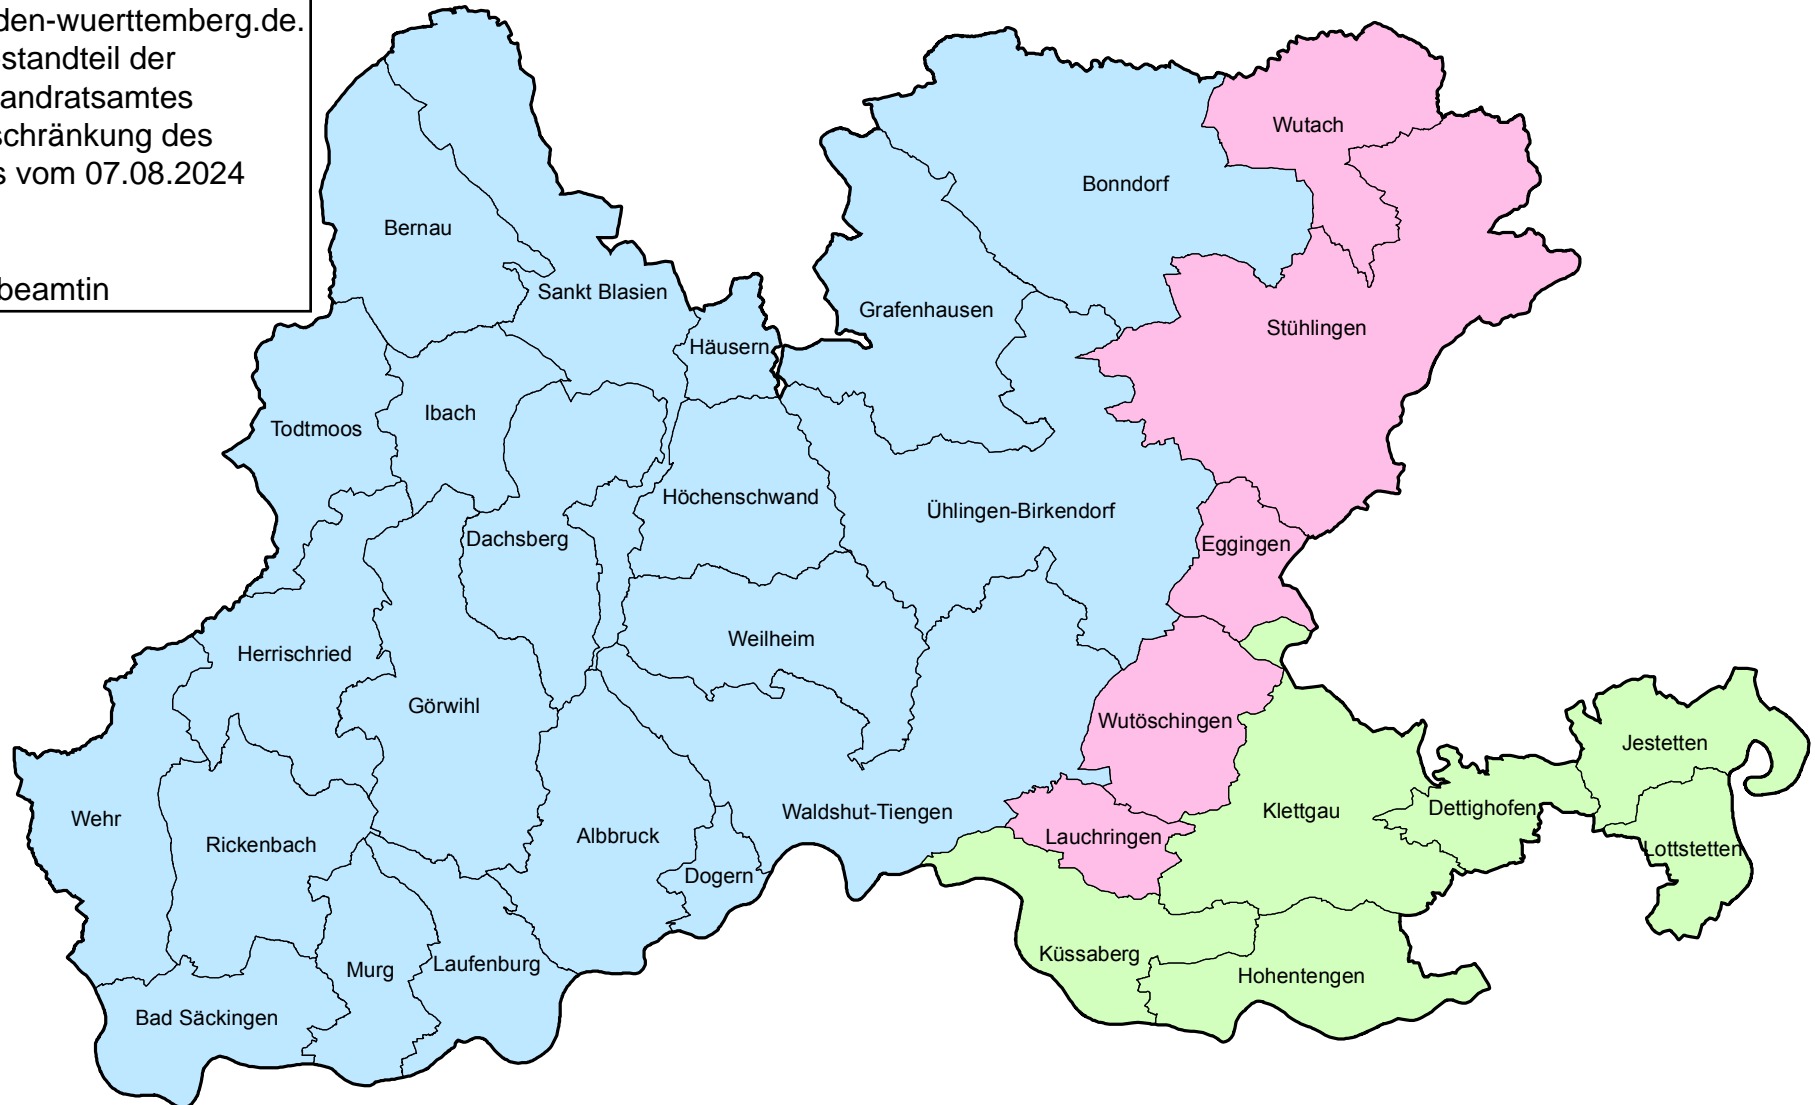 den-wuerttemberg.de.
standteil der
andratsamtes
schränkung des
s vom 07.08.2024
beamtin
Wutach
Bonndorf
Bernau
Sankt Blasien
Grafenhausen
Stühlingen
Häusern
Ibach
Todtmoos
Höchenschwand
Ühlingen-Birkendorf
Dachsberg
Eggingen
Weilheim
Herrischried
Görwihl
Wutöschingen
Jestetten
Wehr
Waldshut-Tiengen
Klettgau
Dettighofen
Rickenbach
Albbruck
Lauchringen
Lottstetten
Dogern
Küssaberg
Murg
Laufenburg
Hohentengen
Bad Säckingen